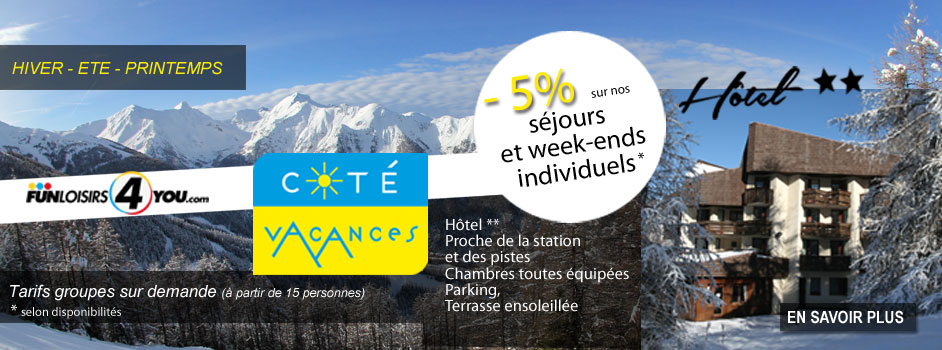 HIVER - ETE - PRINTEMPS
FUNLOISIRS4YOU.com
CÔTÉ
VACANCES
- 5% sur nos
séjours
et week-ends
individuels*
Hôtel **
Hôtel **
Proche de la station
et des pistes
Chambres toutes équipées
Parking,
Terrasse ensoleillée
Tarifs groupes sur demande (à partir de 15 personnes)
* selon disponibilités
EN SAVOIR PLUS